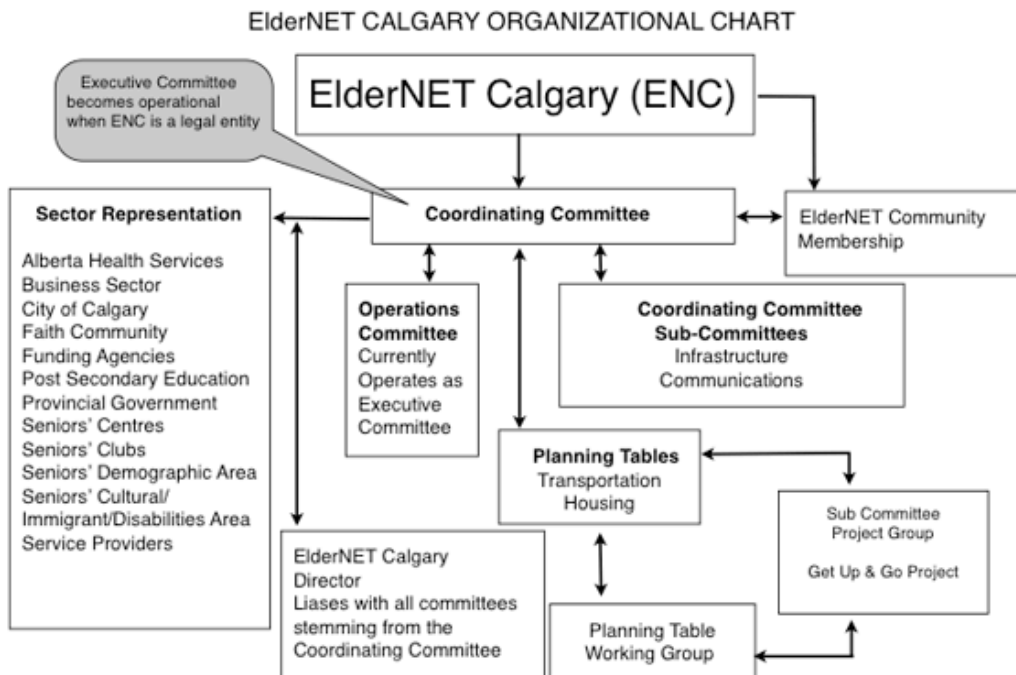 ElderNET CALGARY ORGANIZATIONAL CHART
ElderNET Calgary (ENC)
Executive Committee
becomes operational
when ENC is a legal entity
Sector Representation
Alberta Health Services
Business Sector
City of Calgary
Faith Community
Funding Agencies
Post Secondary Education
Provincial Government
Seniors' Centres
Seniors' Clubs
Seniors' Demographic Area
Seniors' Cultural/
Immigrant/Disabilities Area
Service Providers
Coordinating Committee
ElderNET Community
Membership
Operations
Committee
Currently
Operates as
Executive
Committee
Coordinating Committee
Sub-Committees
Infrastructure
Communications
Planning Tables
Transportation
Housing
Sub Committee
Project Group
Get Up & Go Project
ElderNET Calgary
Director
Liases with all committees
stemming from the
Coordinating Committee
Planning Table
Working Group